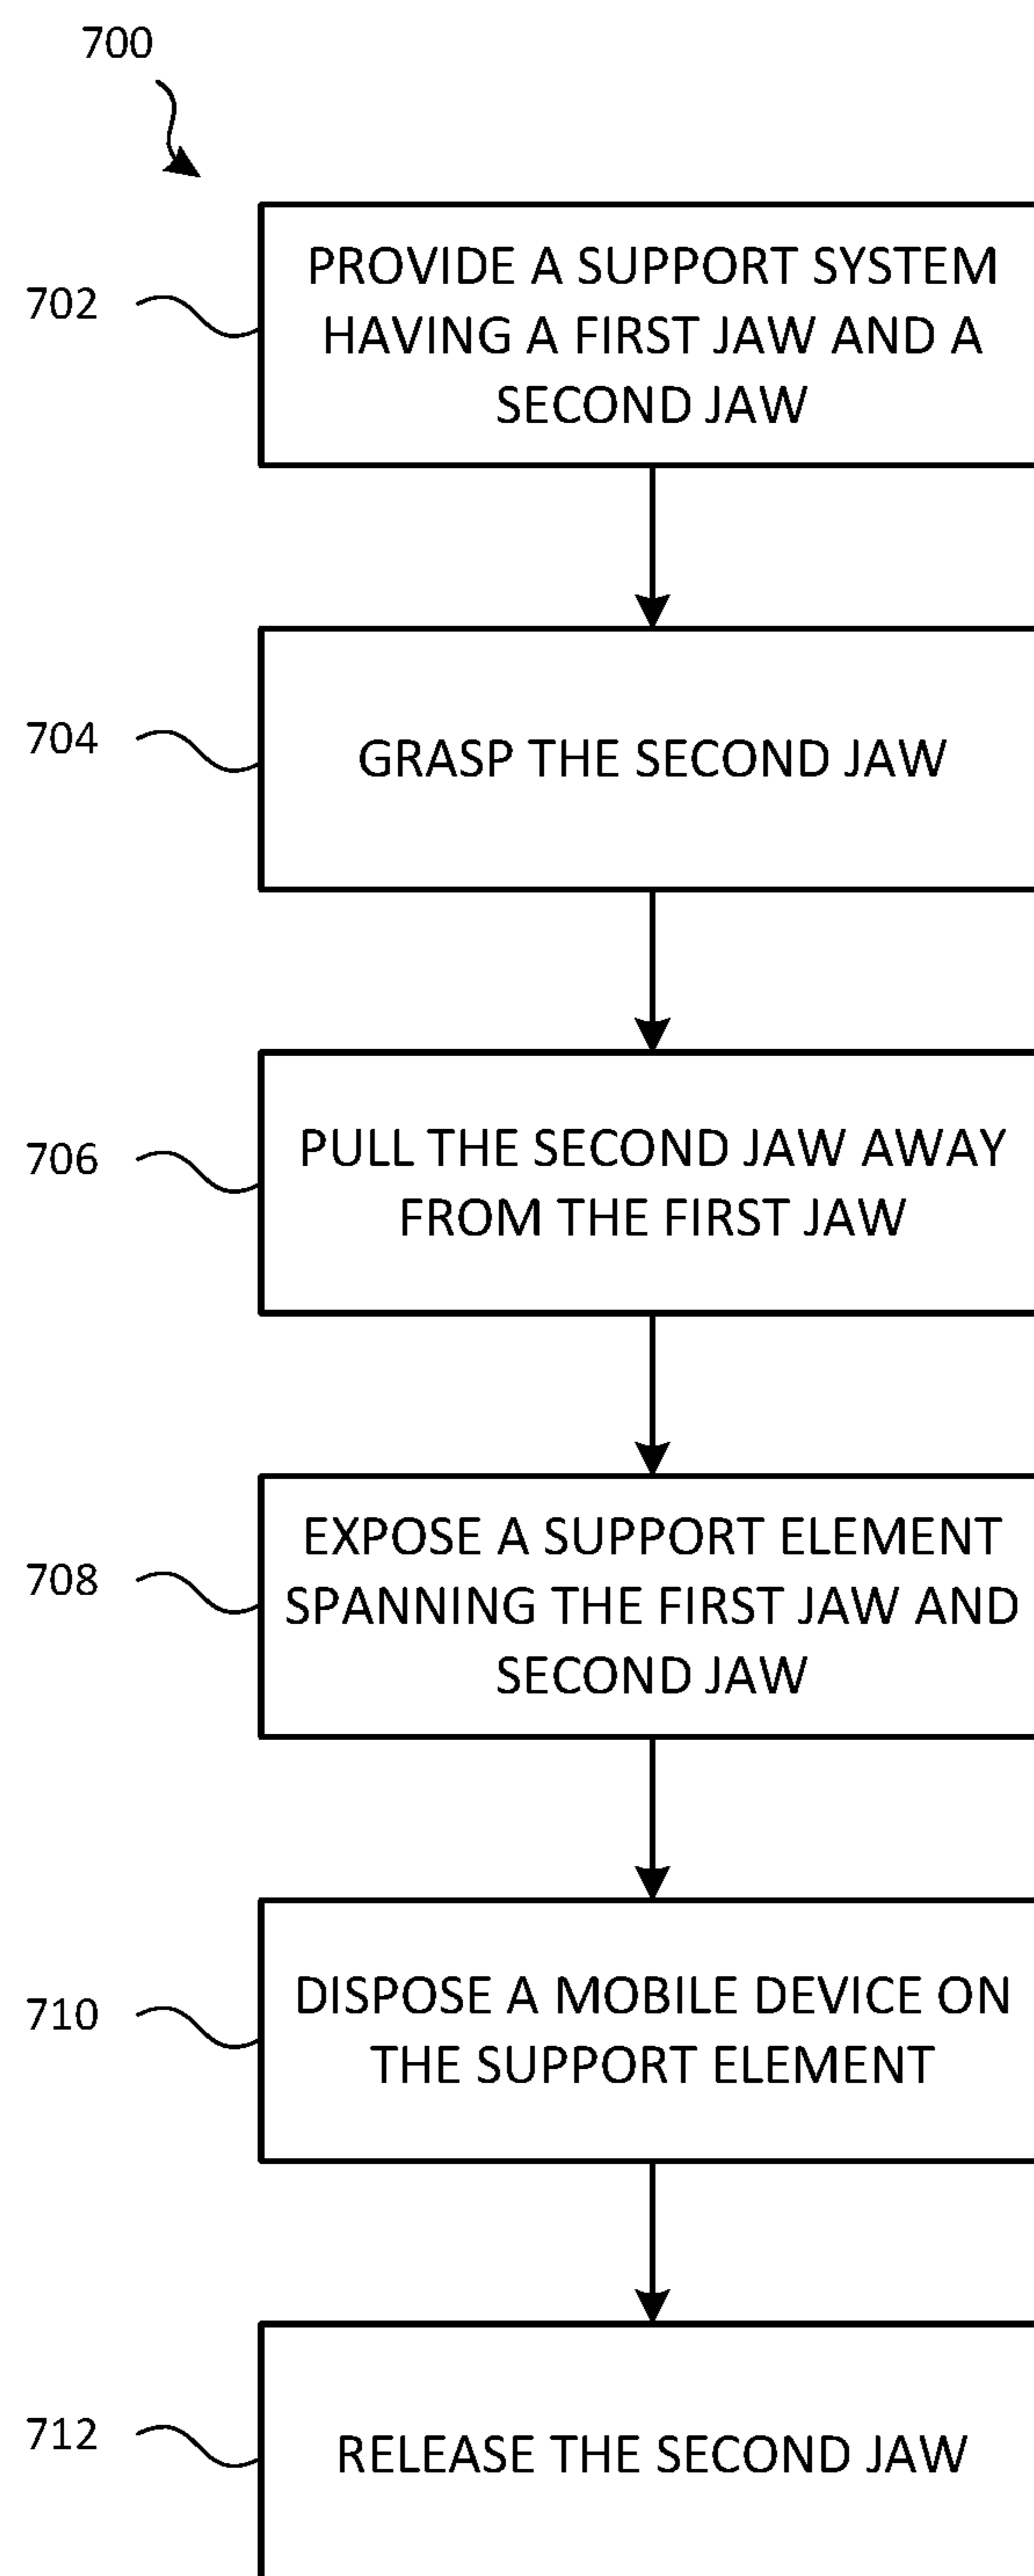 700
702
PROVIDE A SUPPORT SYSTEM
HAVING A FIRST JAW AND A
SECOND JAW
704
GRASP THE SECOND JAW
706
PULL THE SECOND JAW AWAY
FROM THE FIRST JAW
708
EXPOSE A SUPPORT ELEMENT
SPANNING THE FIRST JAW AND
SECOND JAW
710
DISPOSE A MOBILE DEVICE ON
THE SUPPORT ELEMENT
712
RELEASE THE SECOND JAW